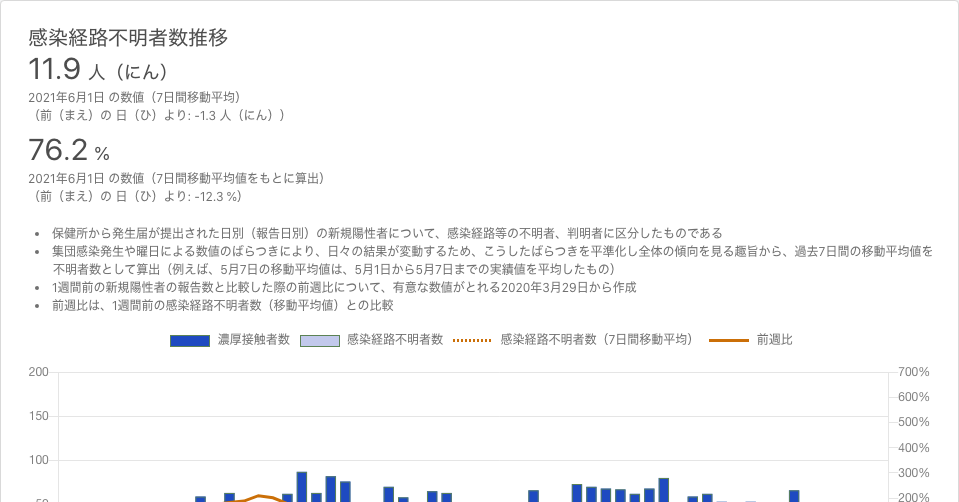 感染経路不明者数推移
11.9 人（にん）
2021年6月1日 の数値（7日間移動平均）
（前（まえ）の 日（ひ）より: -1.3 人（にん））
76.2 %
2021年6月1日 の数値（7日間移動平均値をもとに算出）
（前（まえ）の 日（ひ）より: -12.3 %）
• 保健所から発生届が提出された日別（報告日別）の新規陽性者について、感染経路等の不明者、判明者に区分したものである
• 集団感染発生や曜日による数値のばらつきにより、日々の結果が変動するため、こうしたばらつきを平準化し全体の傾向を見る趣旨から、過去7日間の移動平均値を
不明者数として算出（例えば、5月7日の移動平均値は、5月1日から5月7日までの実績値を平均したもの）
• 1週間前の新規陽性者の報告数と比較した際の前週比について、有意な数値がとれる2020年3月29日から作成
• 前週比は、1週間前の感染経路不明者数（移動平均値）との比較
濃厚接触者数 感染経路不明者数 感染経路不明者数（7日間移動平均） 前週比
200 700%
600%
150 500%
400%
100 300%
50 200%